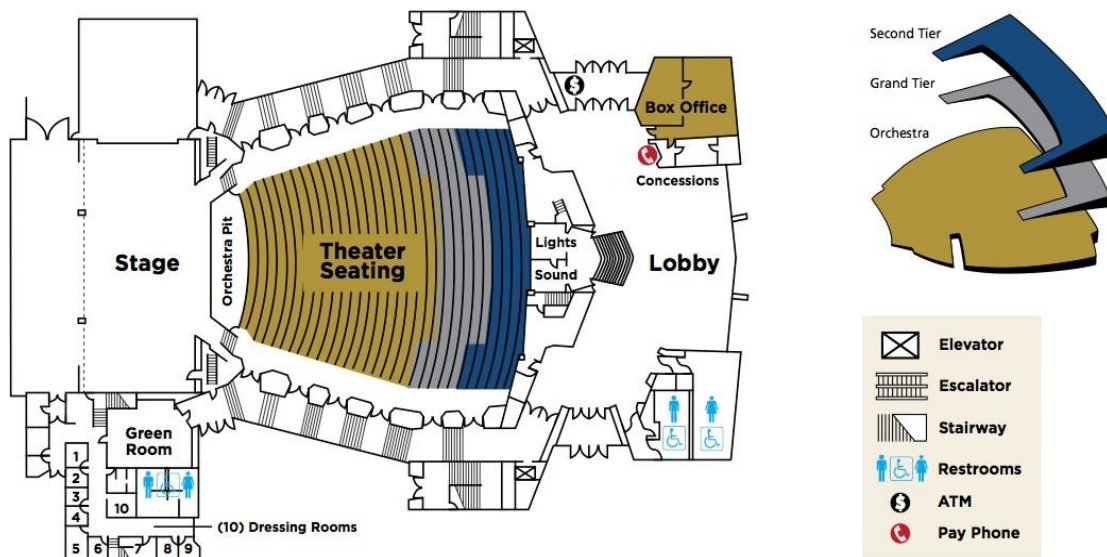 Second Tier
Grand Tier
Orchestra
Box Office
Concessions
Stage
Orchestra Pit
Theater
Seating
Lights
Sound
Lobby
Elevator
Escalator
Stairway
Restrooms
ATM
Pay Phone
Green
Room
1
2
3
4
10
5 6 7 8 9
(10) Dressing Rooms
$